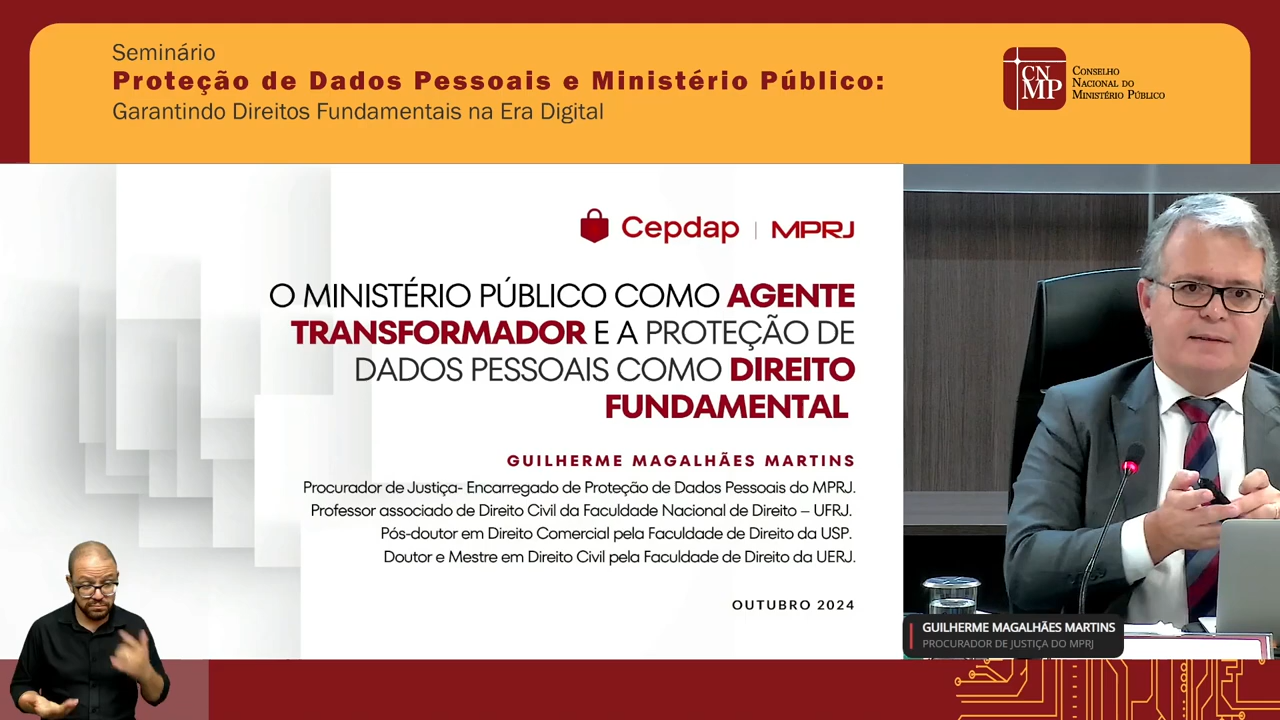 Seminário
Proteção de Dados Pessoais e Ministério Público:
Garantindo Direitos Fundamentais na Era Digital
CN
MP
CONSELHO
NACIONAL DO
MINISTÉRIO PÚBLICO
Cepdap | MPRJ
O MINISTÉRIO PÚBLICO COMO AGENTE
TRANSFORMADOR E A PROTEÇÃO DE
DADOS PESSOAIS COMO DIREITO
FUNDAMENTAL
GUILHERME MAGALHÃES MARTINS
Procurador de Justiça- Encarregado de Proteção de Dados Pessoais do MPRJ.
Professor associado de Direito Civil da Faculdade Nacional de Direito – UFRJ.
Pós-doutor em Direito Comercial pela Faculdade de Direito da USP.
Doutor e Mestre em Direito Civil pela Faculdade de Direito da UERJ.
OUTUBRO 2024
GUILHERME MAGALHÃES MARTINS
PROCURADOR DE JUSTIÇA DO MPRJ